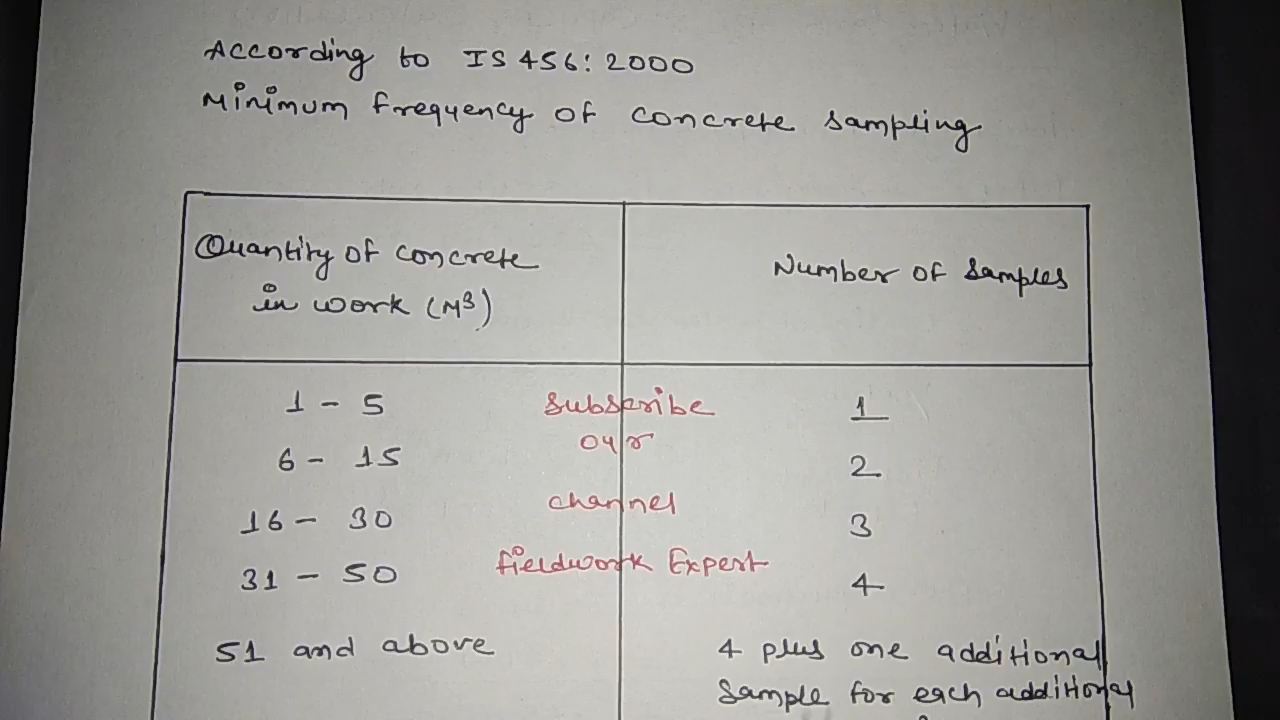 According to IS 456: 2000
Minimum frequency of concrete sampling
Quantity of concrete
in work (M³)
Number of Samples
1 - 5
Subscribe
1
our
6 - 15
2
channel
16 - 30
3
fieldwork Expert
31 - 50
4
51 and above
4 plus one additional
Sample for each additional